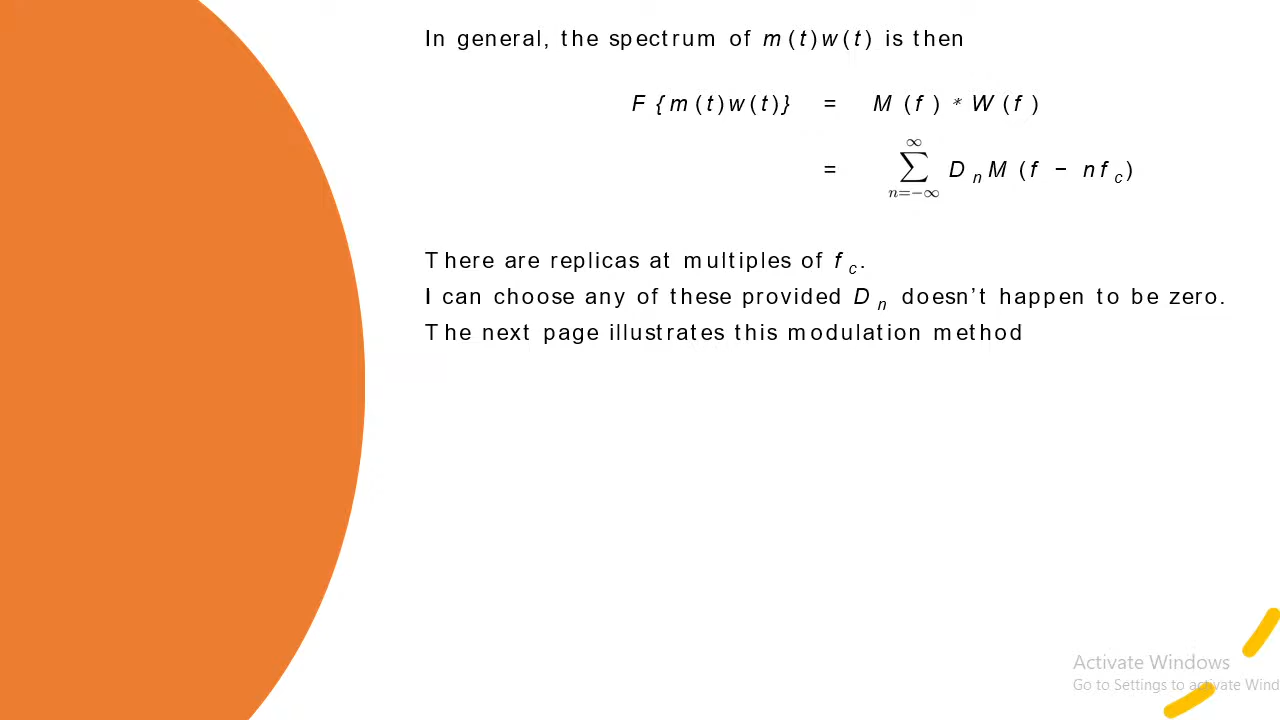 In general, the spectrum of m(t)w(t) is then
F{m(t)w(t)} = M(f) * W(f)
= ∑_{n=−∞}^{∞} D_n M(f − nf_c)
There are replicas at multiples of f_c.
I can choose any of these provided D_n doesn’t happen to be zero.
The next page illustrates this modulation method
Activate Windows
Go to Settings to activate Wind